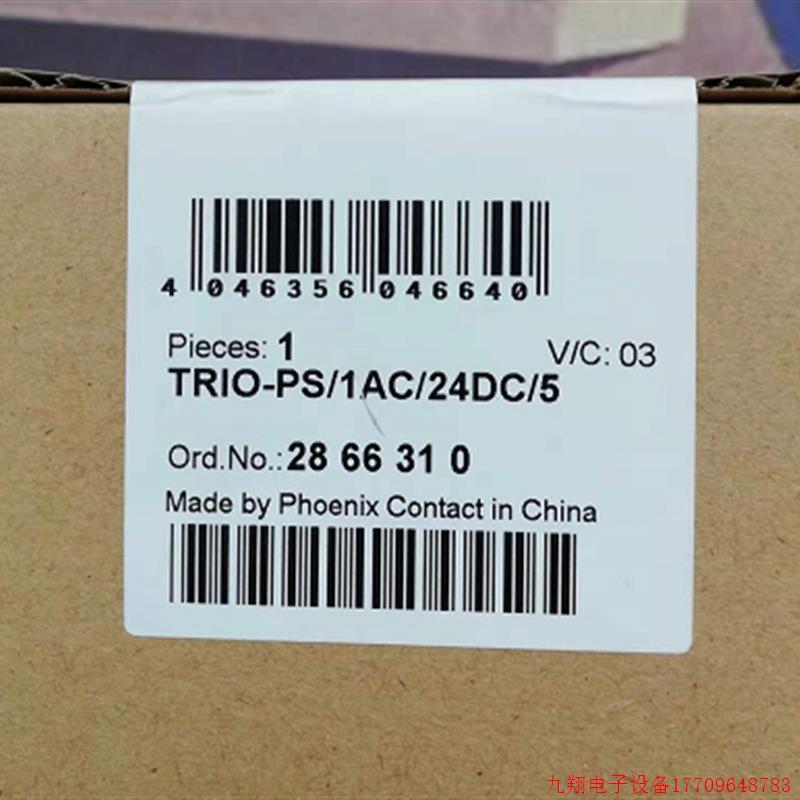 4 046356 046640
Pieces: 1 V/C: 03
TRIO-PS/1AC/24DC/5
Ord.No.: 28 66 31 0
Made by Phoenix Contact in China
九翔电子设备17709648783